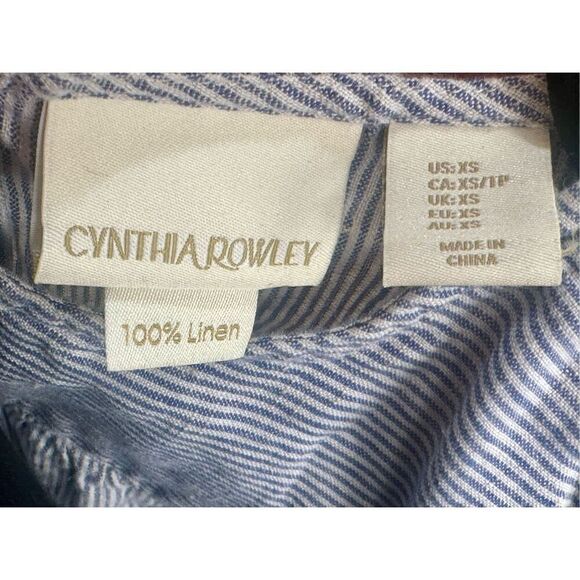 CYNTHIA ROWLEY
100% Linen
US: XS
CA: XS/TP
UK: XS
EU: XS
AU: XS
MADE IN
CHINA